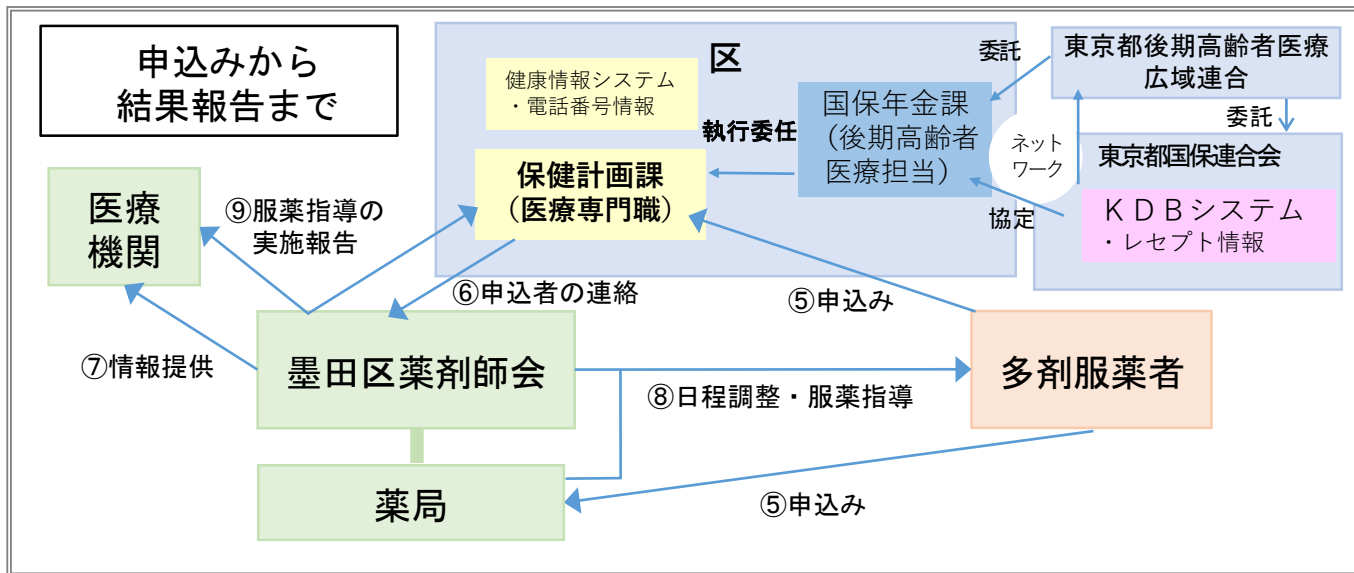 申込みから
結果報告まで
区
健康情報システム
・電話番号情報
委託
東京都後期高齢者医療
広域連合
国保年金課
（後期高齢者
医療担当）
執行委任
ネット
ワーク
委託
東京都国保連合会
保健計画課
（医療専門職）
協定
ＫＤＢシステム
・レセプト情報
医療
機関
⑨服薬指導の
実施報告
⑥申込者の連絡
⑤申込み
⑦情報提供
墨田区薬剤師会
⑧日程調整・服薬指導
多剤服薬者
薬局
⑤申込み